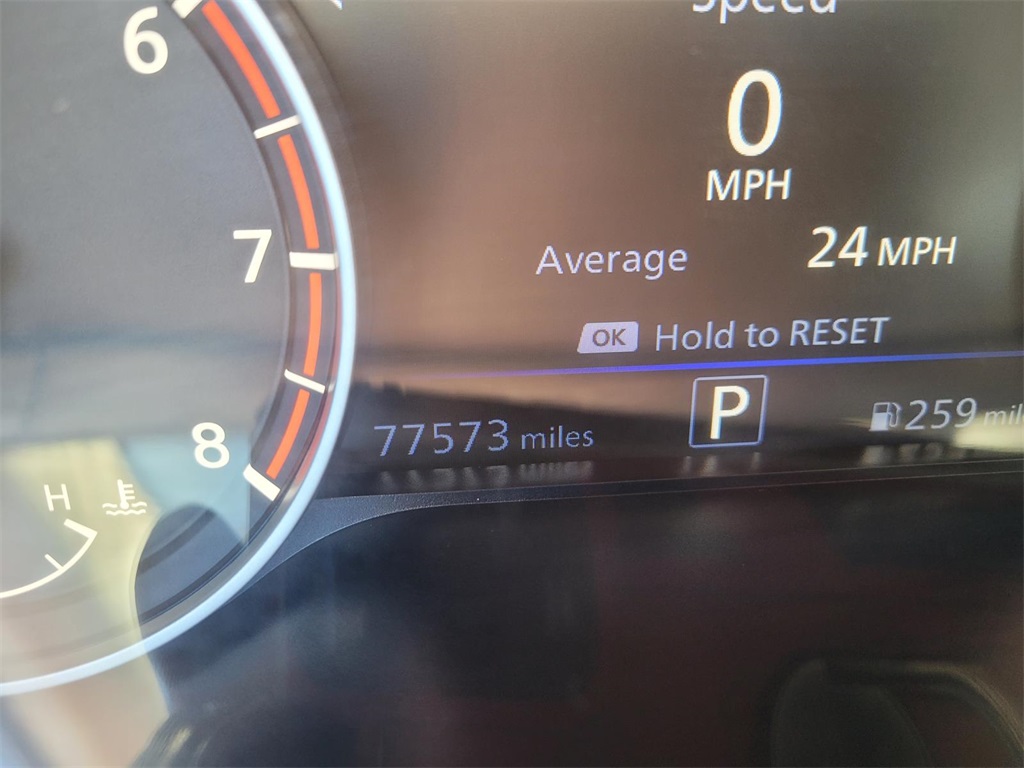 Speed
0
MPH
Average 24 MPH
OK Hold to RESET
77573 miles P 259
6
7
8
H